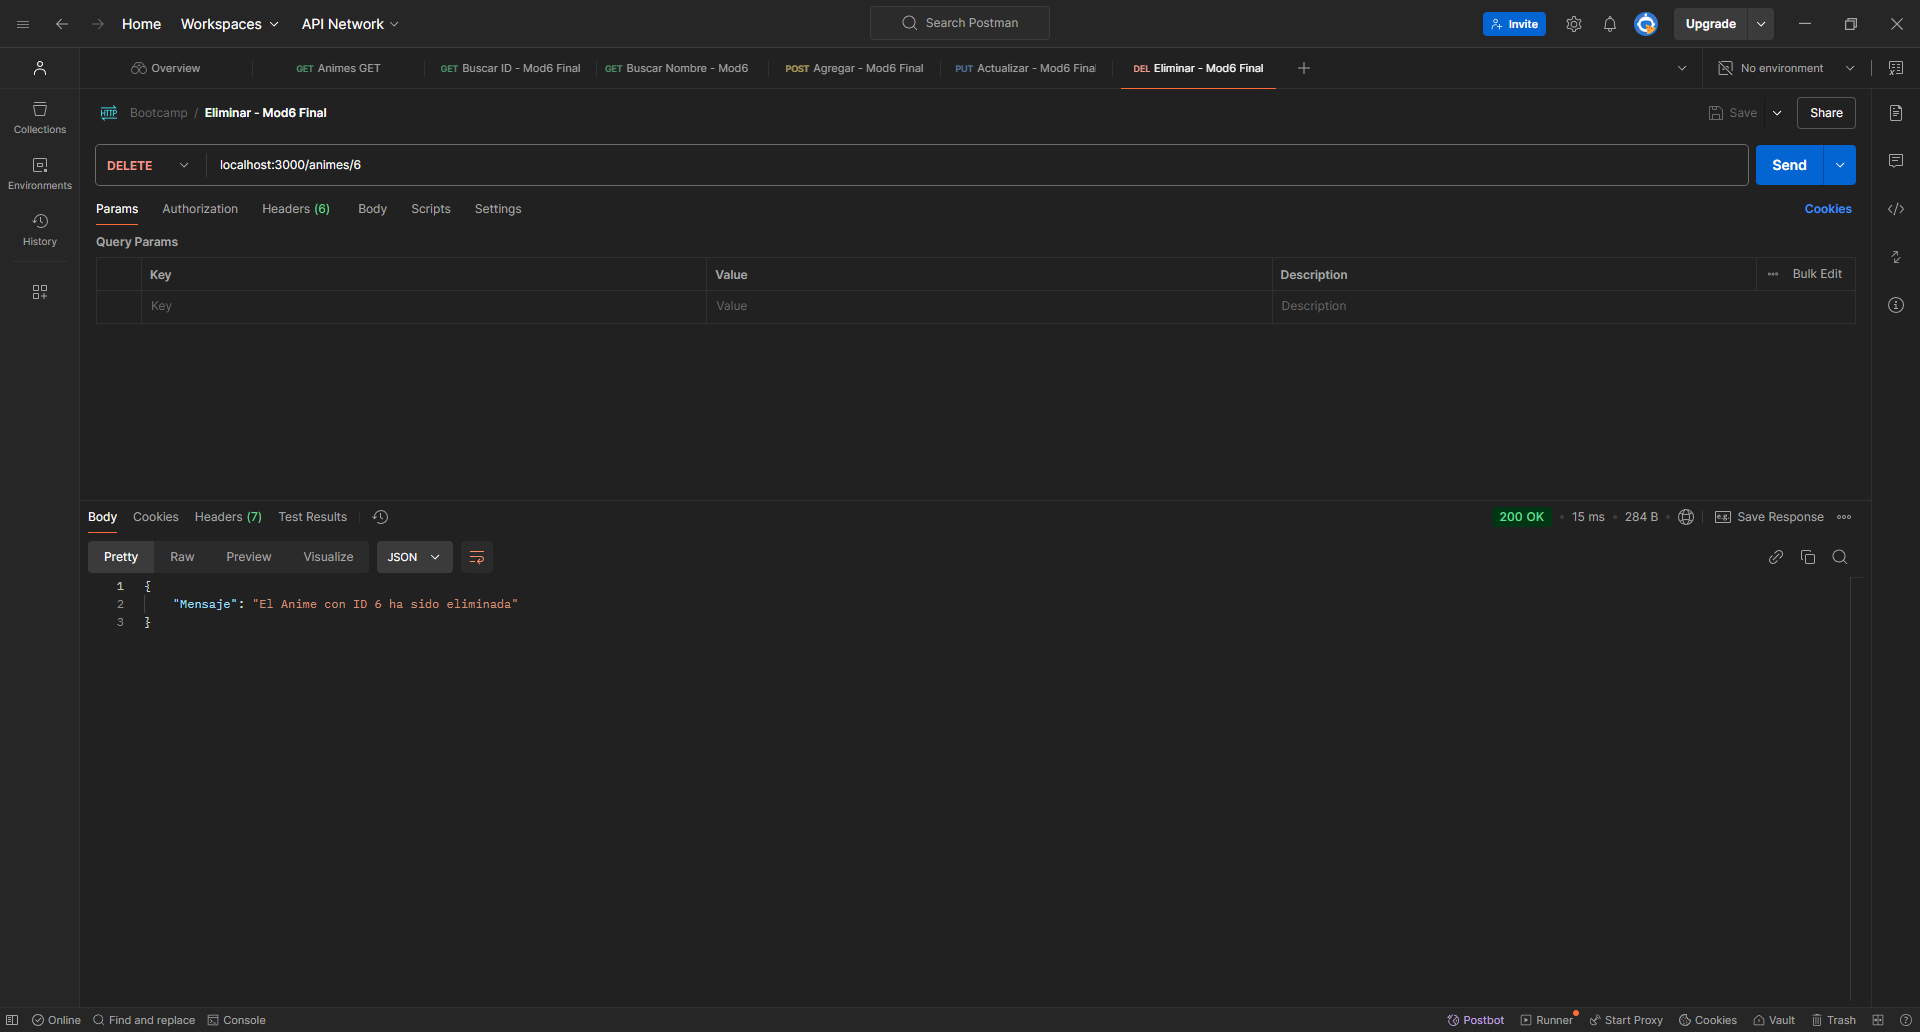 Home Workspaces API Network Search Postman Invite Upgrade
Overview GET Animes GET GET Buscar ID - Mod6 Final GET Buscar Nombre - Mod6 POST Agregar - Mod6 Final PUT Actualizar - Mod6 Final DEL Eliminar - Mod6 Final No environment
HTTP Bootcamp / Eliminar - Mod6 Final Save Share
Collections
DELETE localhost:3000/animes/6 Send
Environments
Params Authorization Headers (6) Body Scripts Settings Cookies
History
Query Params
Key Value Description Bulk Edit
Key Value Description
Body Cookies Headers (7) Test Results 200 OK 15 ms 284 B e.g. Save Response
Pretty Raw Preview Visualize JSON
1 {
2 "Mensaje": "El Anime con ID 6 ha sido eliminada"
3 }
Online Find and replace Console Postbot Runner Start Proxy Cookies Vault Trash